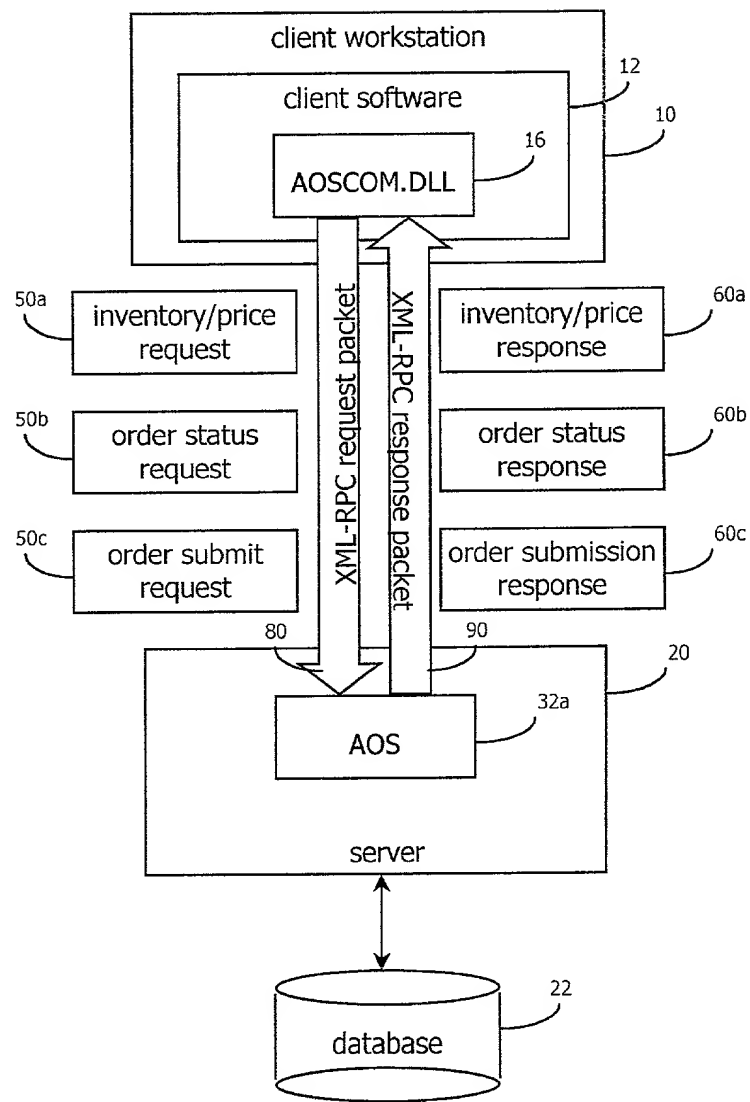 client workstation
client software
12
10
16
AOSCOM.DLL
50a
inventory/price
request
XML-RPC request packet
XML-RPC response packet
inventory/price
response
60a
50b
order status
request
order status
response
60b
50c
order submit
request
order submission
response
60c
80
90
20
32a
AOS
server
22
database